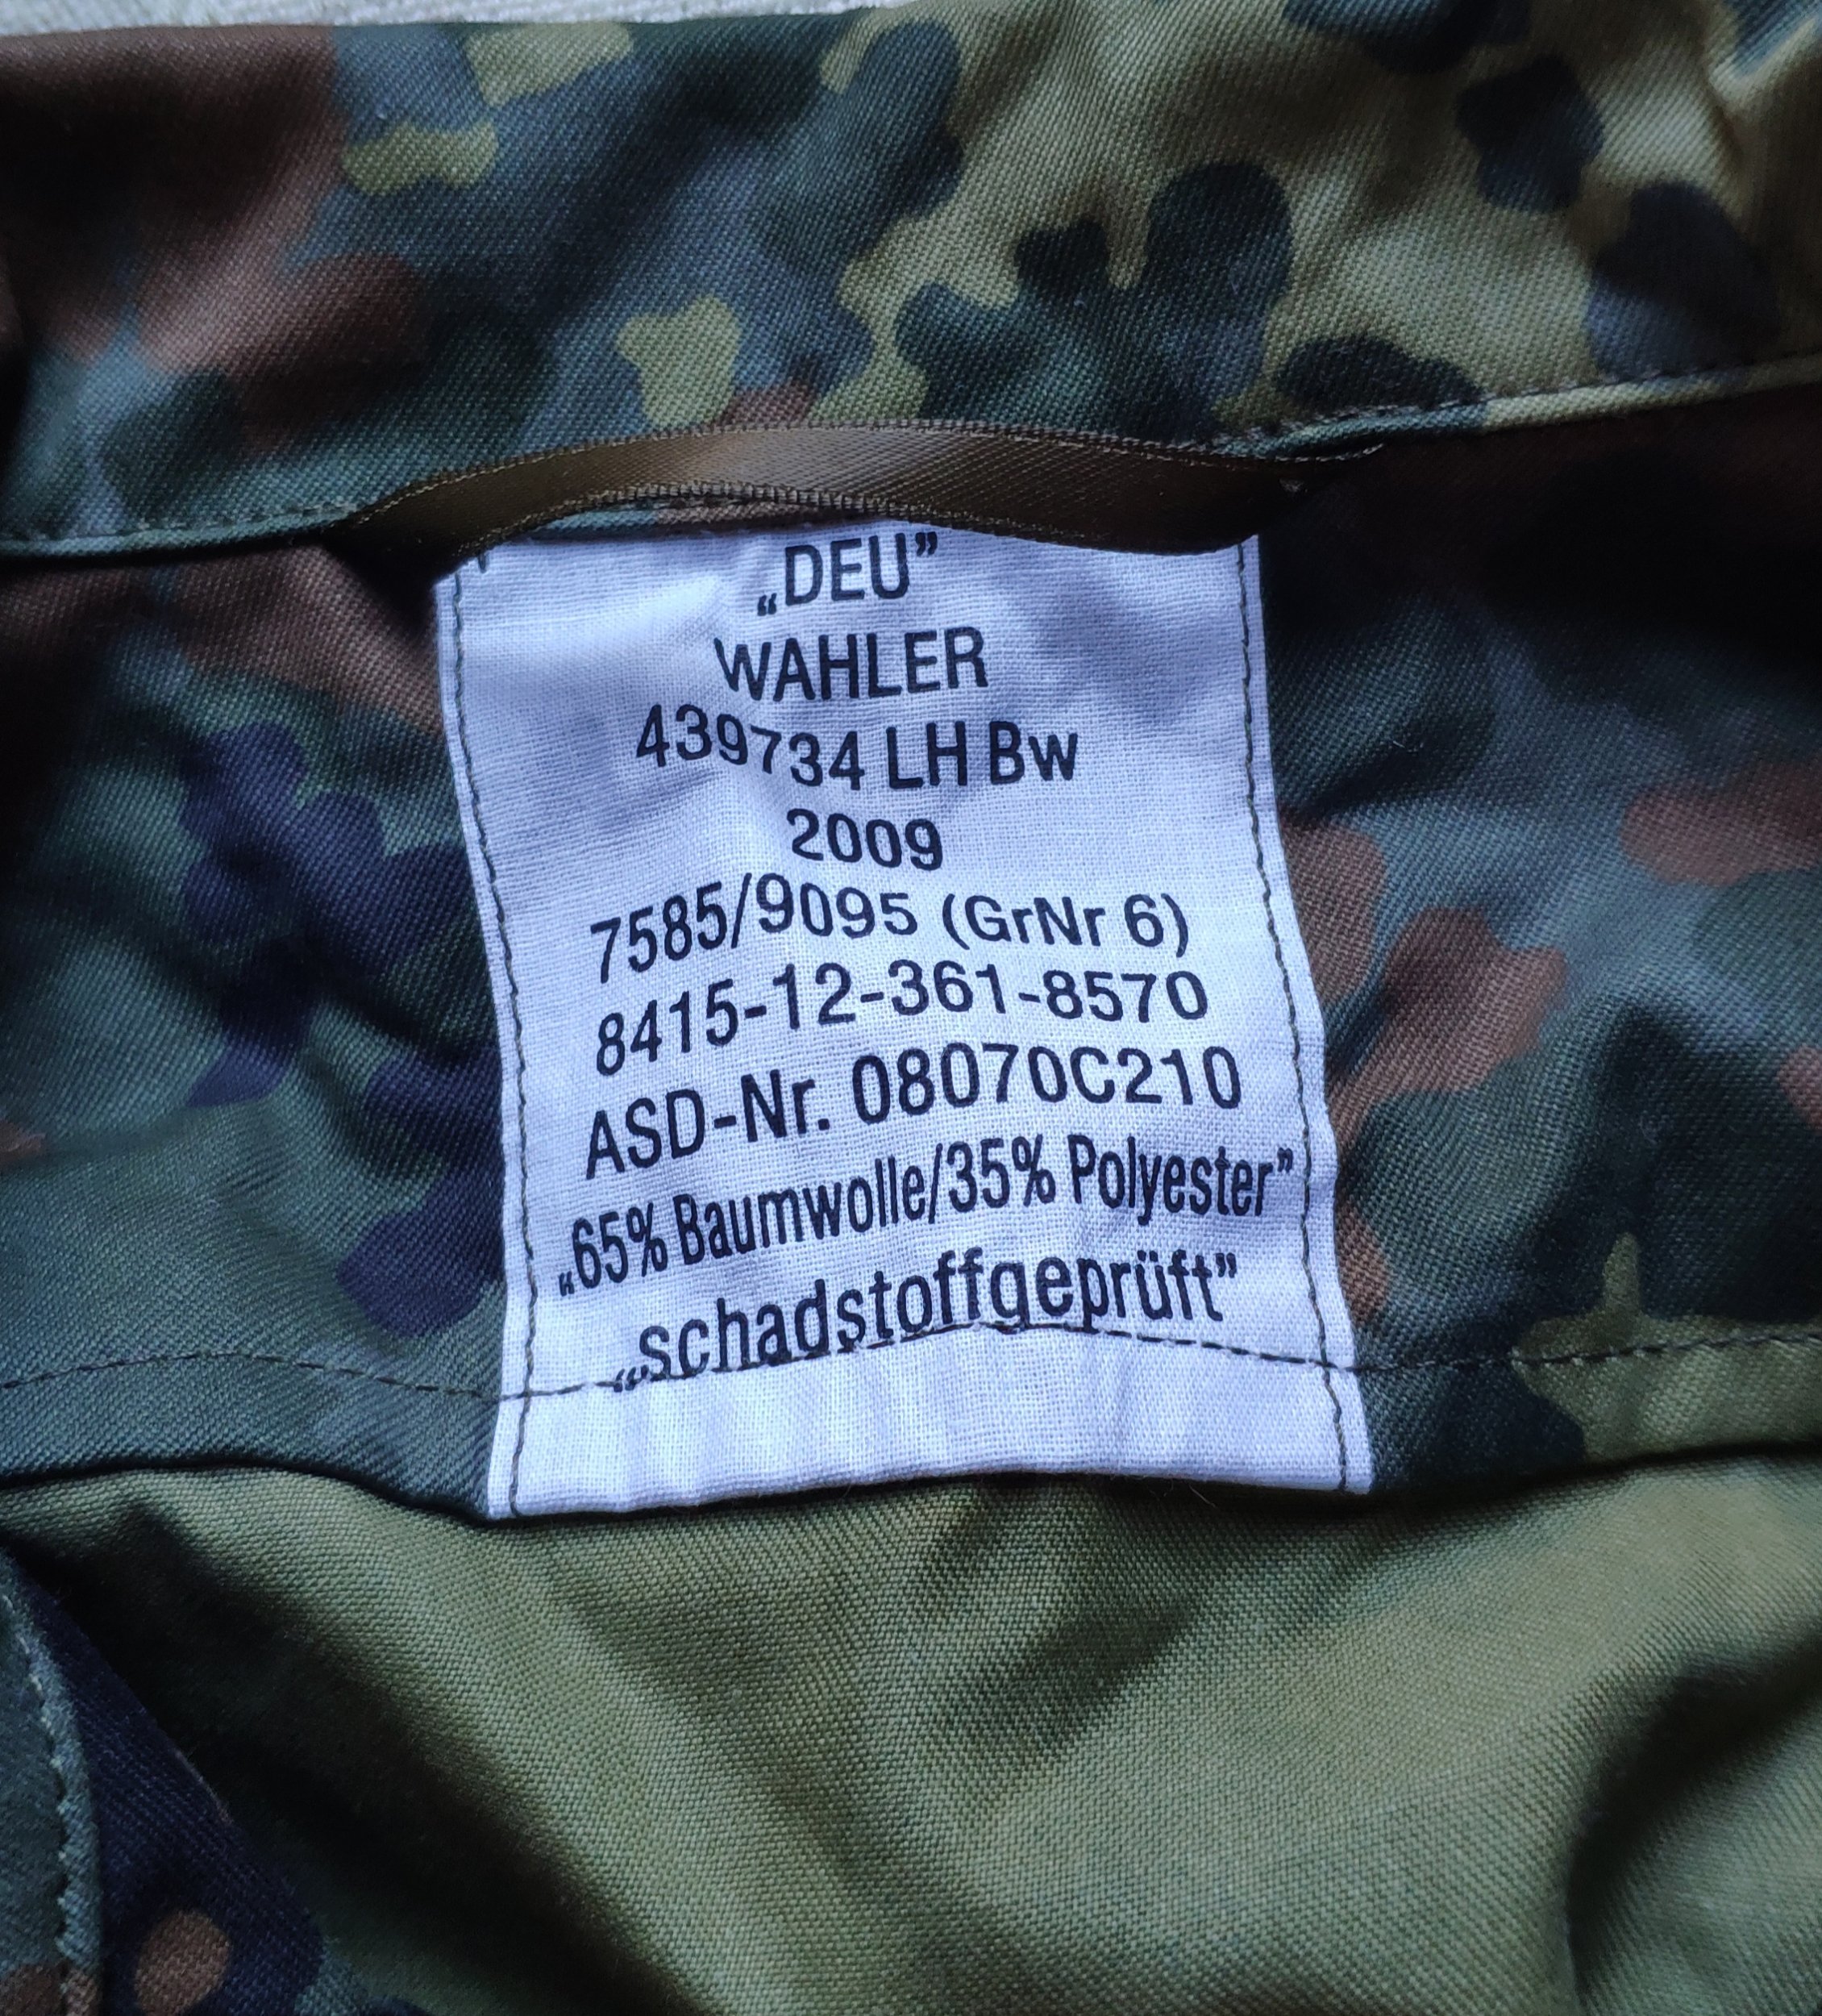 „DEU”
WAHLER
439734 LH Bw
2009
7585/9095 (GrNr 6)
8415-12-361-8570
ASD-Nr. 08070C210
„65% Baumwolle/35% Polyester”
„schadstoffgeprüft”